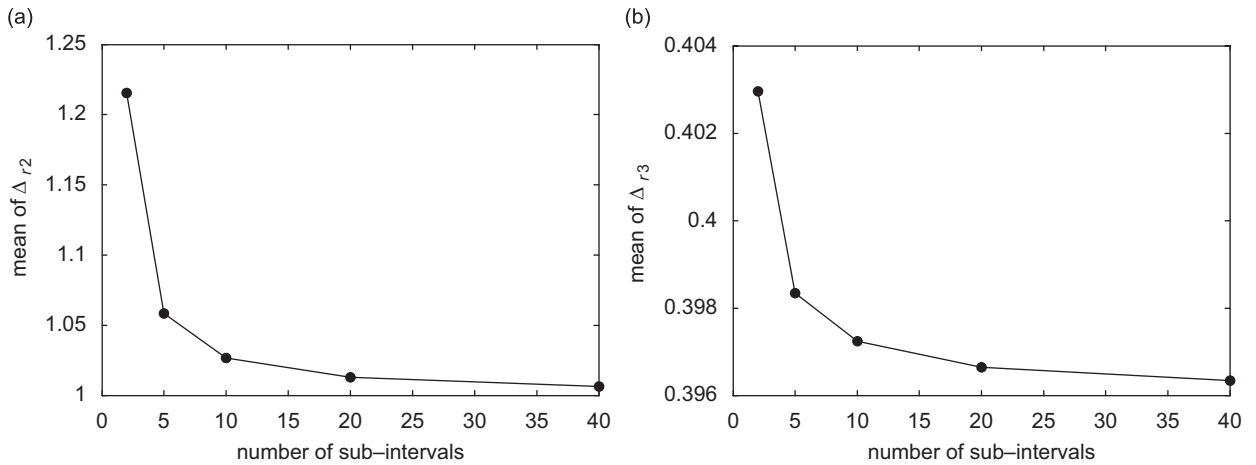 (a)
1.25
1.2
1.15
1.1
1.05
1
mean of Δ r2
0 5 10 15 20 25 30 35 40
number of sub–intervals
(b)
0.404
0.402
0.4
0.398
0.396
mean of Δ r3
0 5 10 15 20 25 30 35 40
number of sub–intervals